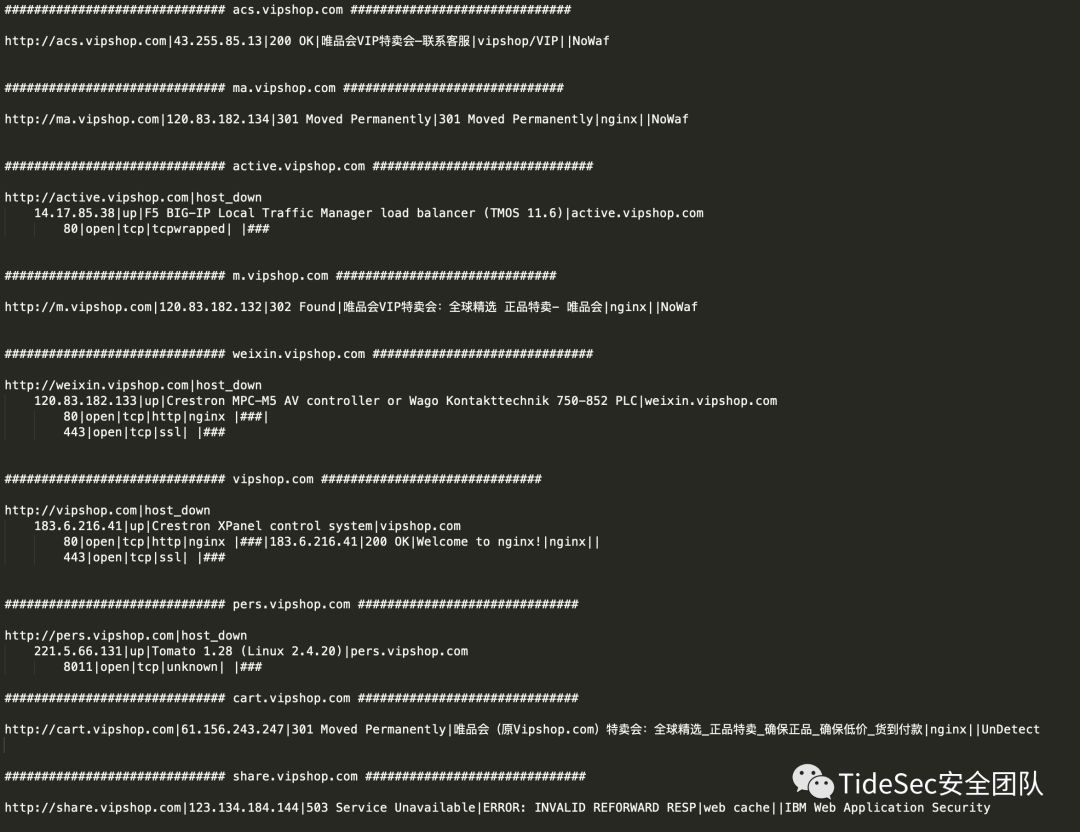 ############################## acs.vipshop.com ##############################
http://acs.vipshop.com|43.255.85.13|200 OK|唯品会VIP特卖会—联系客服|vipshop/VIP||NoWaf
############################## ma.vipshop.com ##############################
http://ma.vipshop.com|120.83.182.134|301 Moved Permanently|301 Moved Permanently|nginx||NoWaf
############################## active.vipshop.com ##############################
http://active.vipshop.com|host_down
14.17.85.38|up|F5 BIG-IP Local Traffic Manager load balancer (TMOS 11.6)|active.vipshop.com
80|open|tcp|tcpwrapped| |###
############################## m.vipshop.com ##############################
http://m.vipshop.com|120.83.182.132|302 Found|唯品会VIP特卖会：全球精选 正品特卖- 唯品会|nginx||NoWaf
############################## weixin.vipshop.com ##############################
http://weixin.vipshop.com|host_down
120.83.182.133|up|Crestron MPC-M5 AV controller or Wago Kontakttechnik 750-852 PLC|weixin.vipshop.com
80|open|tcp|http|nginx |###|
443|open|tcp|ssl| |###
############################## vipshop.com ##############################
http://vipshop.com|host_down
183.6.216.41|up|Crestron XPanel control system|vipshop.com
80|open|tcp|http|nginx |###|183.6.216.41|200 OK|Welcome to nginx!|nginx||
443|open|tcp|ssl| |###
############################## pers.vipshop.com ##############################
http://pers.vipshop.com|host_down
221.5.66.131|up|Tomato 1.28 (Linux 2.4.20)|pers.vipshop.com
8011|open|tcp|unknown| |###
############################## cart.vipshop.com ##############################
http://cart.vipshop.com|61.156.243.247|301 Moved Permanently|唯品会（原Vipshop.com）特卖会：全球精选_正品特卖_确保正品_确保低价_货到付款|nginx||UnDetect
############################## share.vipshop.com ##############################
TideSec安全团队
http://share.vipshop.com|123.134.184.144|503 Service Unavailable|ERROR: INVALID REFORWARD RESP|web cache||IBM Web Application Security